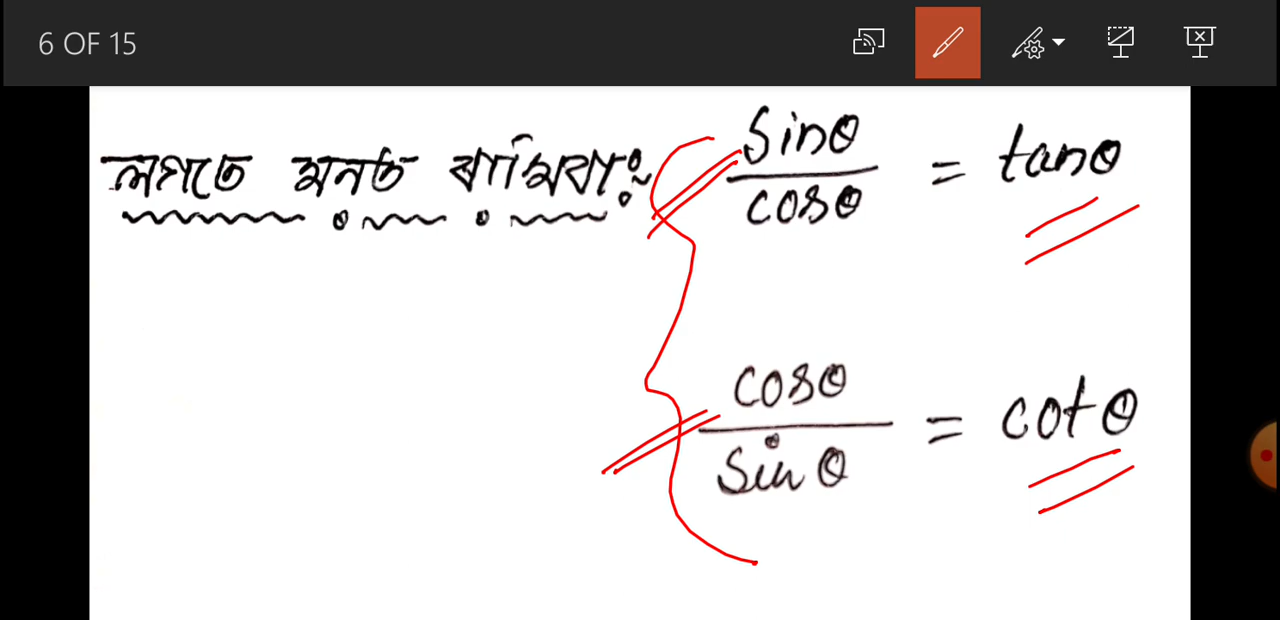 6 OF 15
লগতে মনত ৰাখিবাঃ sinθ/cosθ = tanθ
cosθ/sinθ = cotθ